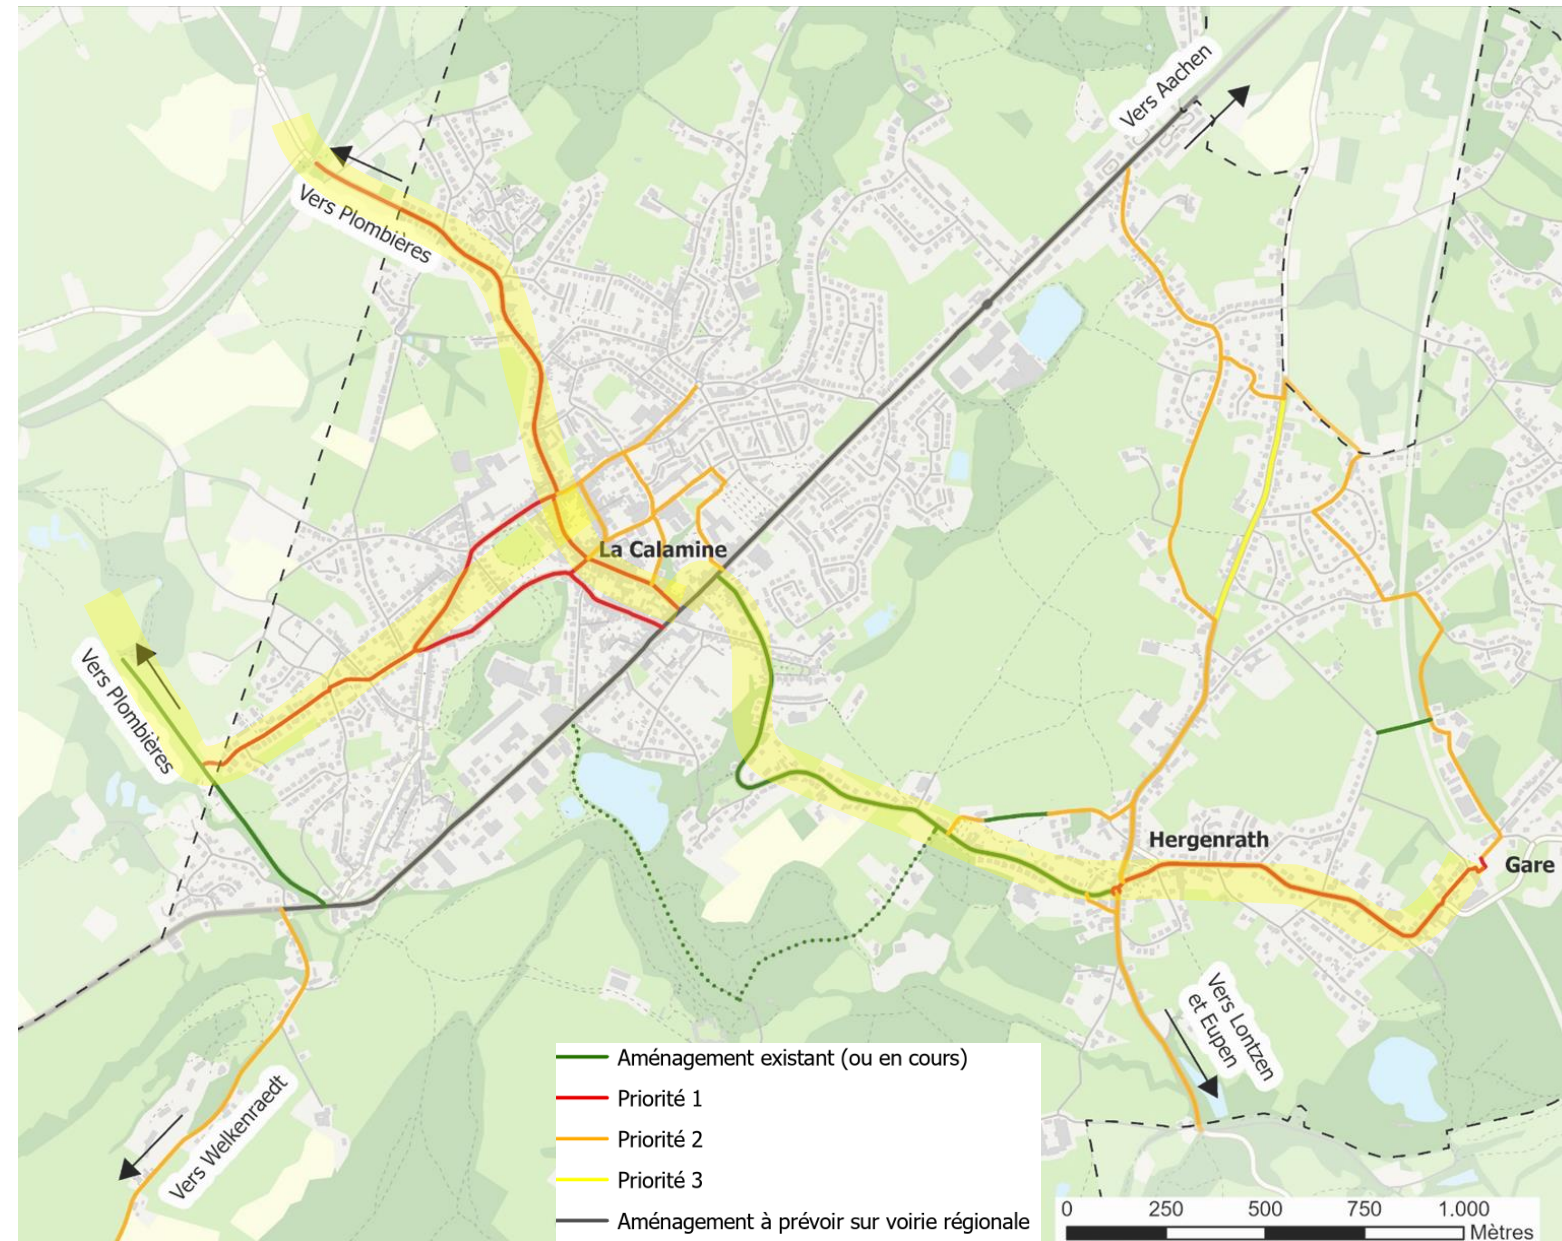 Vers Aachen
Vers Plombières
La Calamine
Vers Plombières
Hergenrath
Gare
Vers Lontzen
et Eupen
Vers Welkenraedt
Aménagement existant (ou en cours)
Priorité 1
Priorité 2
Priorité 3
Aménagement à prévoir sur voirie régionale
0 250 500 750 1.000
Mètres